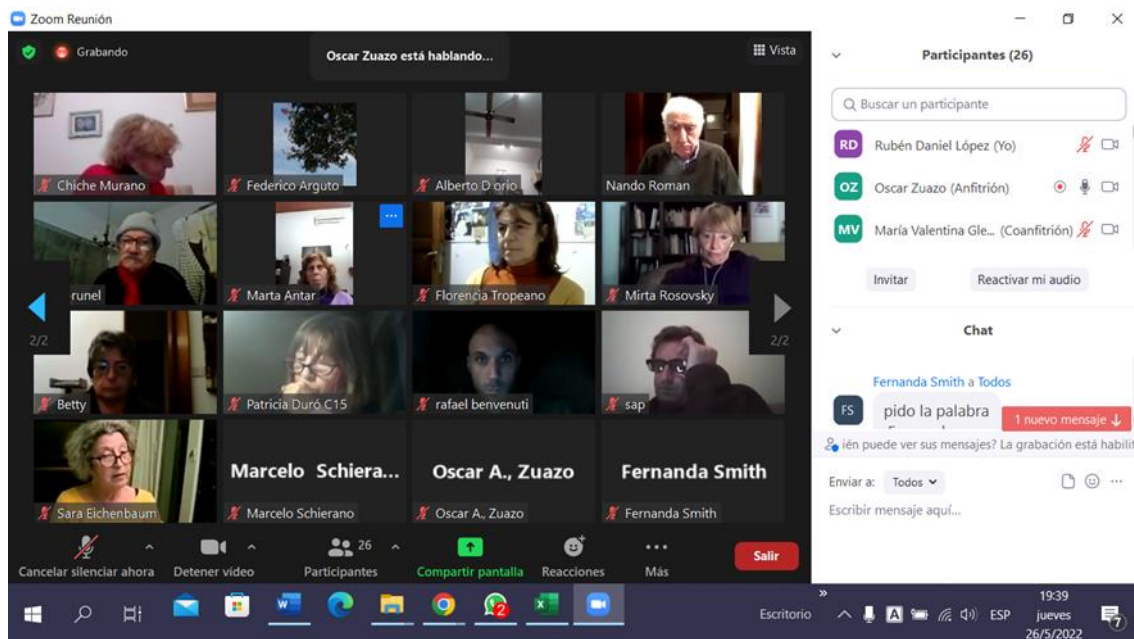 Zoom Reunión
Grabando
Oscar Zuazo está hablando...
Vista
Chiche Murano
Federico Arguto
Alberto D orio
Nando Roman
runel
Marta Antar
Florencia Tropeano
Mirta Rosovsky
2/2
2/2
Betty
Patricia Duró C15
rafael benvenuti
sap
Marcelo Schiera...
Oscar A., Zuazo
Fernanda Smith
Sara Eichenbaum
Marcelo Schierano
Oscar A., Zuazo
Fernanda Smith
Cancelar silenciar ahora
Detener video
26
Participantes
Compartir pantalla
Reacciones
Más
Salir
Participantes (26)
Buscar un participante
RD Rubén Daniel López (Yo)
OZ Oscar Zuazo (Anfitrión)
MV María Valentina Gle... (Coanfitrión)
Invitar
Reactivar mi audio
Chat
Fernanda Smith a Todos
FS pido la palabra
1 nuevo mensaje
ién puede ver sus mensajes? La grabación está habilit
Enviar a: Todos
Escribir mensaje aquí...
2
Escritorio
»
A
ESP
19:39
jueves
26/5/2022
7